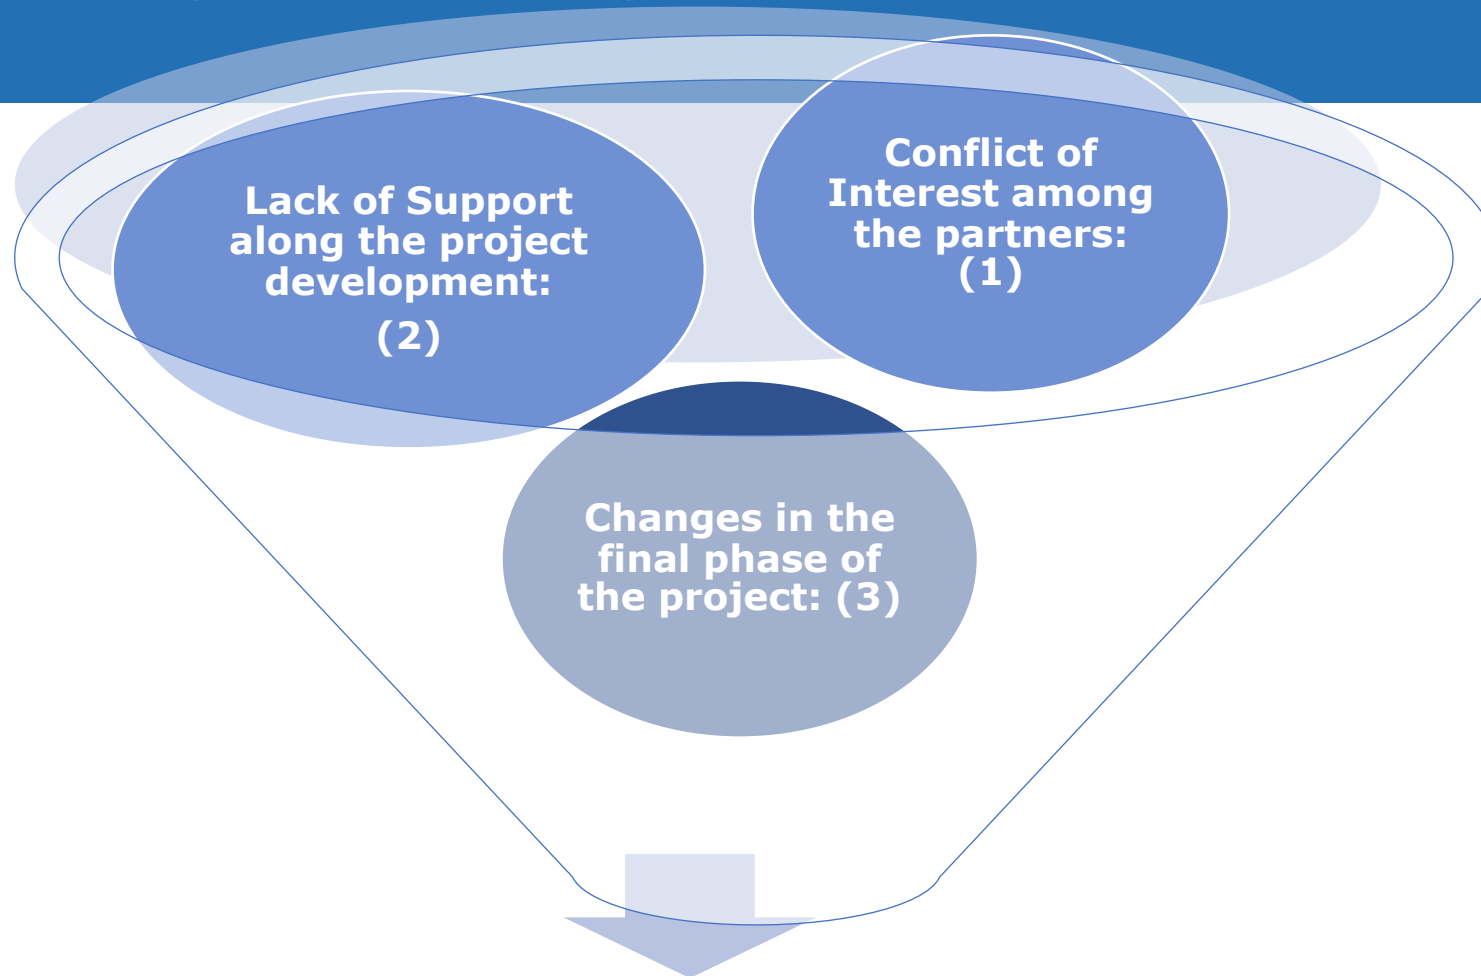 Lack of Support
along the project
development:
(2)
Conflict of
Interest among
the partners:
(1)
Changes in the
final phase of
the project: (3)